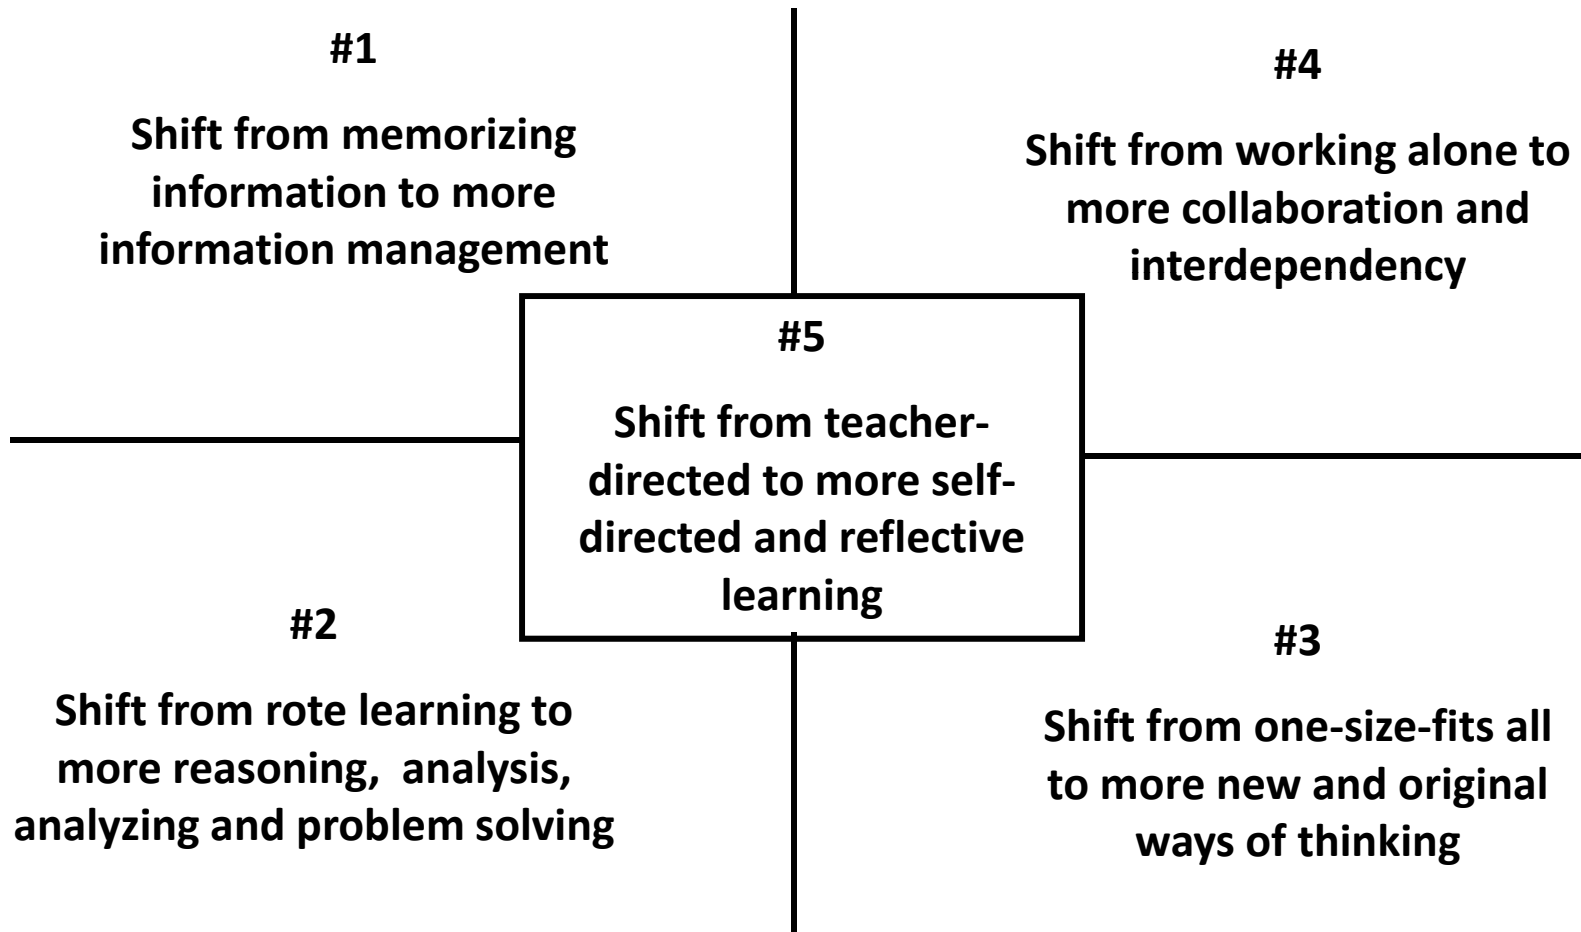 #1
Shift from memorizing
information to more
information management
#4
Shift from working alone to
more collaboration and
interdependency
#5
Shift from teacher-
directed to more self-
directed and reflective
learning
#2
Shift from rote learning to
more reasoning,  analysis,
analyzing and problem solving
#3
Shift from one-size-fits all
to more new and original
ways of thinking